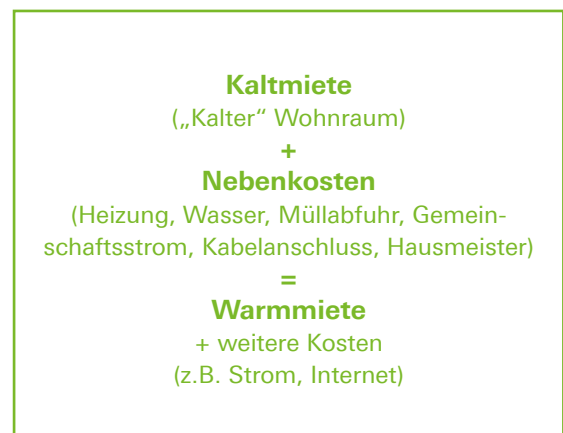 Kaltmiete
(„Kalter“ Wohnraum)
+
Nebenkosten
(Heizung, Wasser, Müllabfuhr, Gemein-
schaftsstrom, Kabelanschluss, Hausmeister)
=
Warmmiete
+ weitere Kosten
(z.B. Strom, Internet)